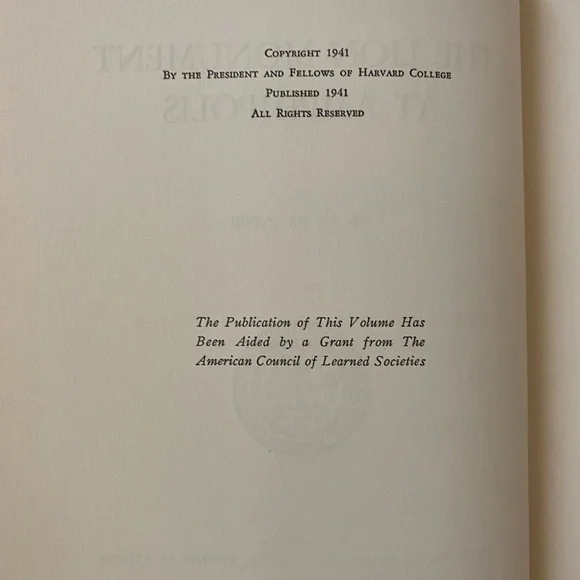 COPYRIGHT 1941
BY THE PRESIDENT AND FELLOWS OF HARVARD COLLEGE
PUBLISHED 1941
ALL RIGHTS RESERVED
The Publication of This Volume Has
Been Aided by a Grant from The
American Council of Learned Societies